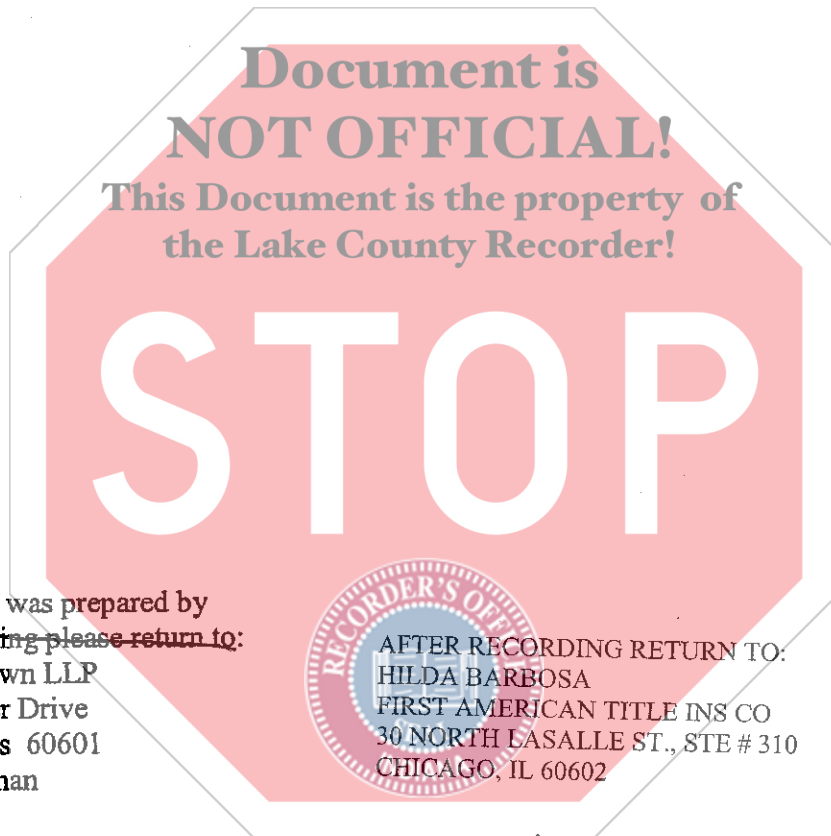 Document is
NOT OFFICIAL!
This Document is the property of
the Lake County Recorder!
STOP
was prepared by
ing please return to:
wn LLP
r Drive
s 60601
nan
RECORDER'S OFFICE
AFTER RECORDING RETURN TO:
HILDA BARBOSA
FIRST AMERICAN TITLE INS CO
30 NORTH LASALLE ST., STE # 310
CHICAGO, IL 60602